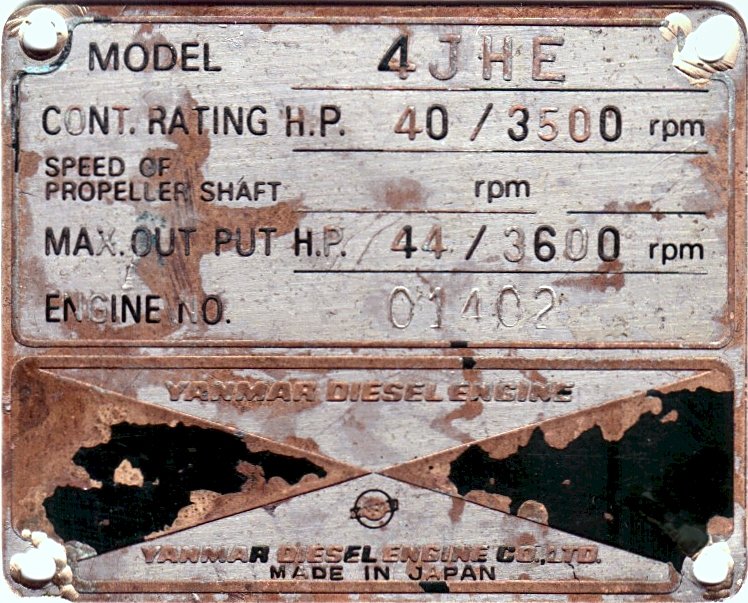 MODEL 4JHE
CONT. RATING H.P. 40 / 3500 rpm
SPEED OF
PROPELLER SHAFT rpm
MAX. OUT PUT H.P. 44 / 3600 rpm
ENGINE NO. 01402
YANMAR DIESEL ENGINE
YANMAR DIESEL ENGINE CO.,LTD.
MADE IN JAPAN